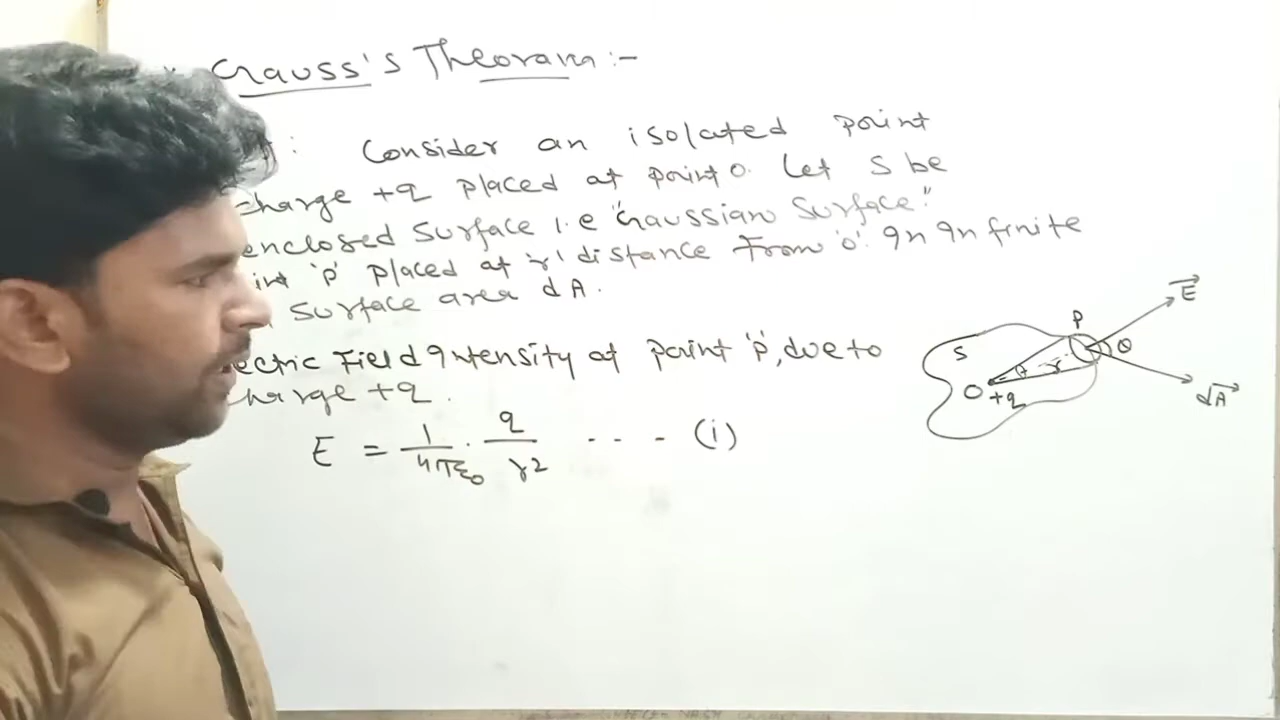 Gauss's Theoram :-
: Consider an isolated point
charge +q placed at point O. Let S be
enclosed surface i.e "Gaussian Surface."
'P' placed at 'r' distance From 'O'. In Infinite
surface area dA.
Field Intensity at point 'P', due to
charge +q.
E = 1/4πε₀ · q/r² --- (i)
S
P
E⃗
θ
dA⃗
O
+q
θ
r